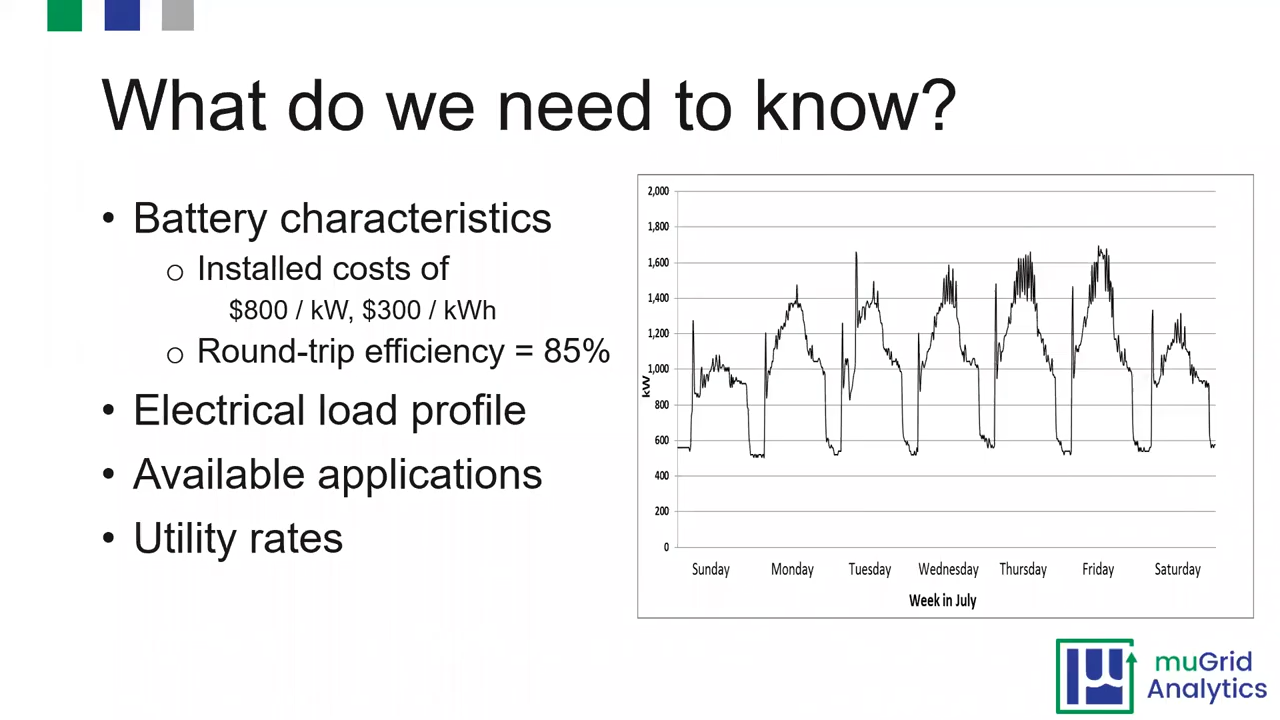 What do we need to know?
• Battery characteristics
o Installed costs of
$800 / kW, $300 / kWh
o Round-trip efficiency = 85%
• Electrical load profile
• Available applications
• Utility rates
2,000
1,800
1,600
1,400
1,200
1,000
800
600
400
200
0
kW
Sunday Monday Tuesday Wednesday Thursday Friday Saturday
Week in July
muGrid
Analytics